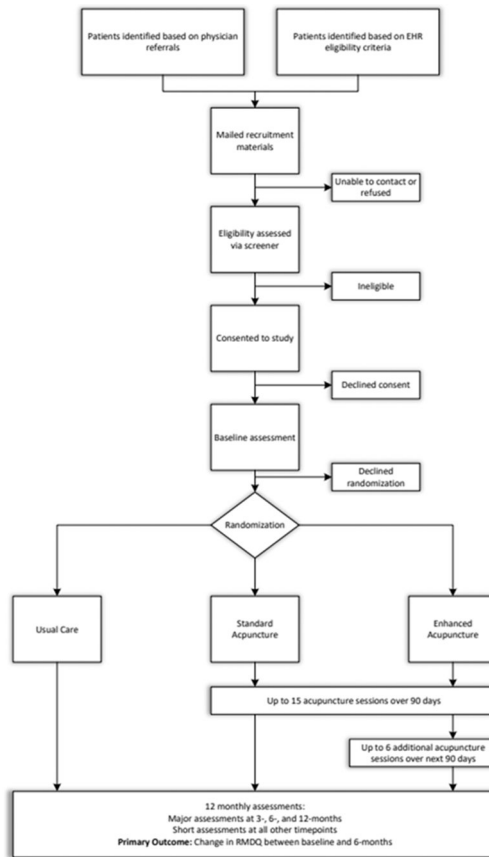 Patients identified based on physician
referrals
Patients identified based on EHR
eligibility criteria
Mailed recruitment
materials
Unable to contact or
refused
Eligibility assessed
via screener
Ineligible
Consented to study
Declined consent
Baseline assessment
Declined
randomization
Randomization
Usual Care
Standard
Acpuncture
Enhanced
Acupuncture
Up to 15 acupuncture sessions over 90 days
Up to 6 additional acupuncture
sessions over next 90 days
12 monthly assessments:
Major assessments at 3-, 6-, and 12-months
Short assessments at all other timepoints
Primary Outcome: Change in RMDQ between baseline and 6-months